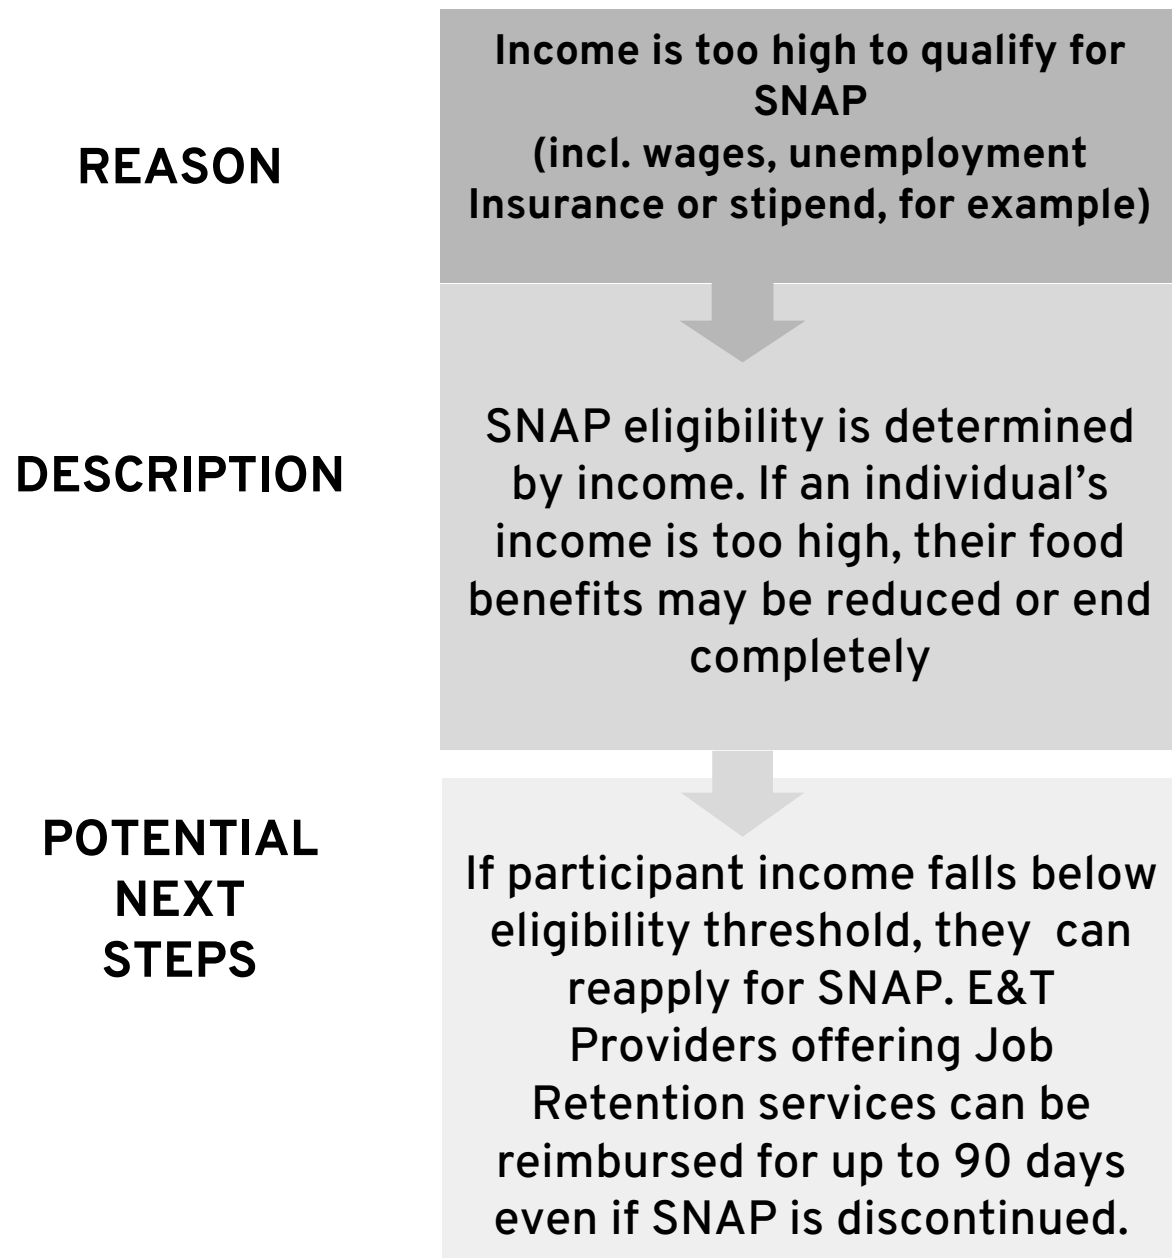 REASON
Income is too high to qualify for
SNAP
(incl. wages, unemployment
Insurance or stipend, for example)
DESCRIPTION
SNAP eligibility is determined
by income. If an individual’s
income is too high, their food
benefits may be reduced or end
completely
POTENTIAL
NEXT
STEPS
If participant income falls below
eligibility threshold, they can
reapply for SNAP. E&T
Providers offering Job
Retention services can be
reimbursed for up to 90 days
even if SNAP is discontinued.